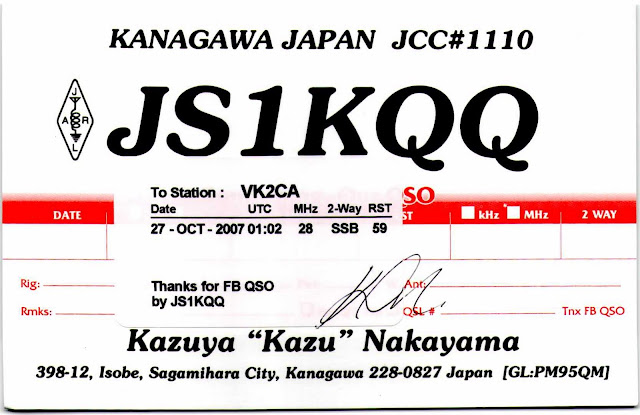 KANAGAWA JAPAN JCC#1110
J
A R
L
JS1KQQ
To Station : VK2CA
QSO
Date UTC MHz 2-Way RST
DATE ST kHz MHz 2 WAY
27 - OCT - 2007 01:02 28 SSB 59
Rig: Ant:
Thanks for FB QSO
by JS1KQQ
Rmks: QSL # Tnx FB QSO
Kazuya "Kazu" Nakayama
398-12, Isobe, Sagamihara City, Kanagawa 228-0827 Japan [GL:PM95QM]